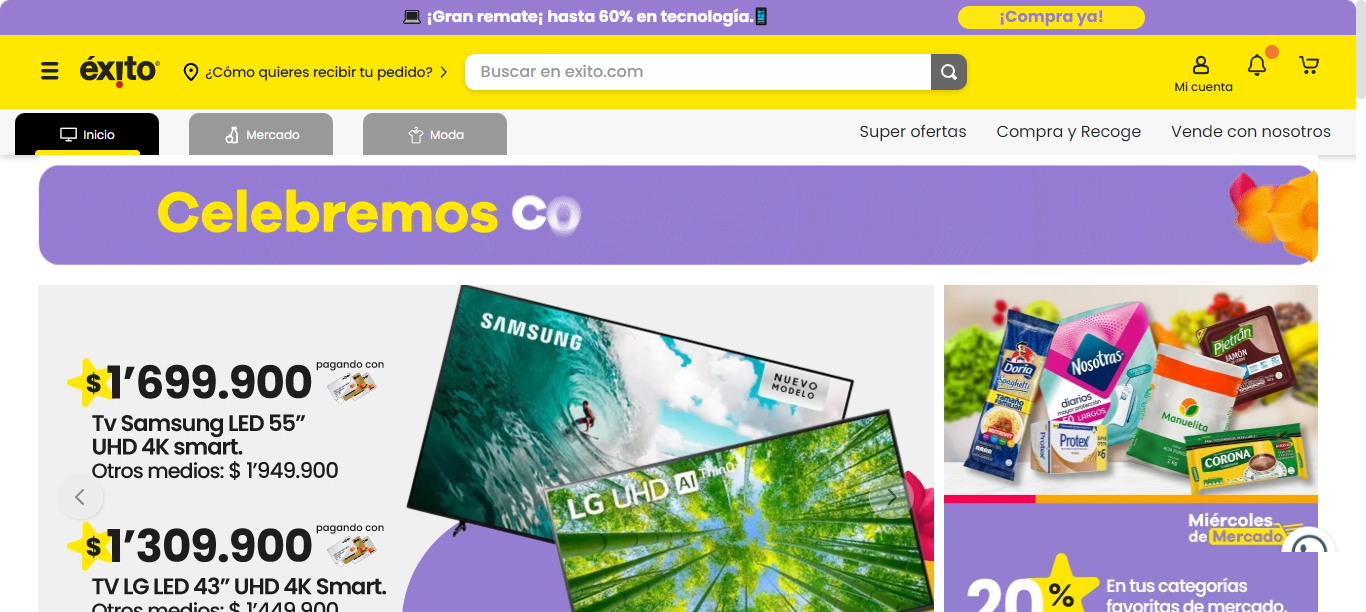 ¡Gran remate¡ hasta 60% en tecnología.
¡Compra ya!
éxito
¿Cómo quieres recibir tu pedido?
Buscar en exito.com
Mi cuenta
Inicio
Mercado
Moda
Super ofertas
Compra y Recoge
Vende con nosotros
Celebremos co
$1'699.900
pagando con
Tv Samsung LED 55”
UHD 4K smart.
Otros medios: $ 1’949.900
$1'309.900
pagando con
TV LG LED 43” UHD 4K Smart.
Otros medios: $ 1’449.900
SAMSUNG
NUEVO
MODELO
LG UHD AI ThinQ
Doria
Spaghetti
Nosotras
diarios
50 LARGOS
Protex
x6
Manuelita
Pietrán
JAMÓN
CORONA
Miércoles
de Mercado
20%
En tus categorías
favoritas de mercado.